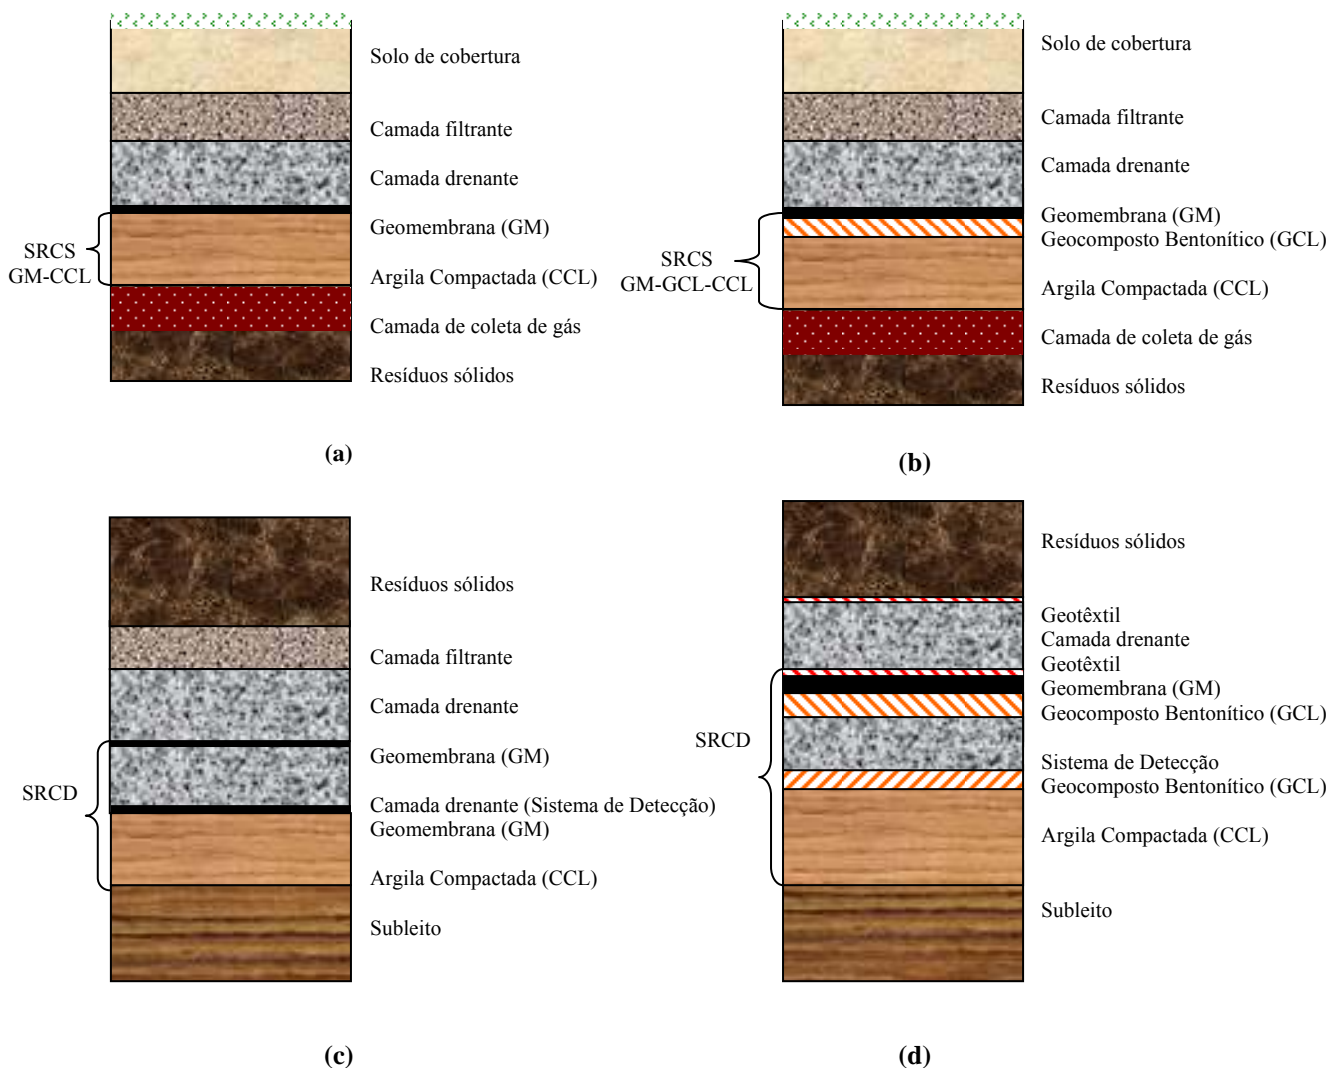 Solo de cobertura
Camada filtrante
Camada drenante
Geomembrana (GM)
SRCS
GM-CCL
Argila Compactada (CCL)
Camada de coleta de gás
Resíduos sólidos
(a)
Solo de cobertura
Camada filtrante
Camada drenante
Geomembrana (GM)
Geocomposto Bentonítico (GCL)
SRCS
GM-GCL-CCL
Argila Compactada (CCL)
Camada de coleta de gás
Resíduos sólidos
(b)
Resíduos sólidos
Camada filtrante
Camada drenante
Geomembrana (GM)
SRCD
Camada drenante (Sistema de Detecção)
Geomembrana (GM)
Argila Compactada (CCL)
Subleito
(c)
Resíduos sólidos
Geotêxtil
Camada drenante
Geotêxtil
Geomembrana (GM)
Geocomposto Bentonítico (GCL)
SRCD
Sistema de Detecção
Geocomposto Bentonítico (GCL)
Argila Compactada (CCL)
Subleito
(d)